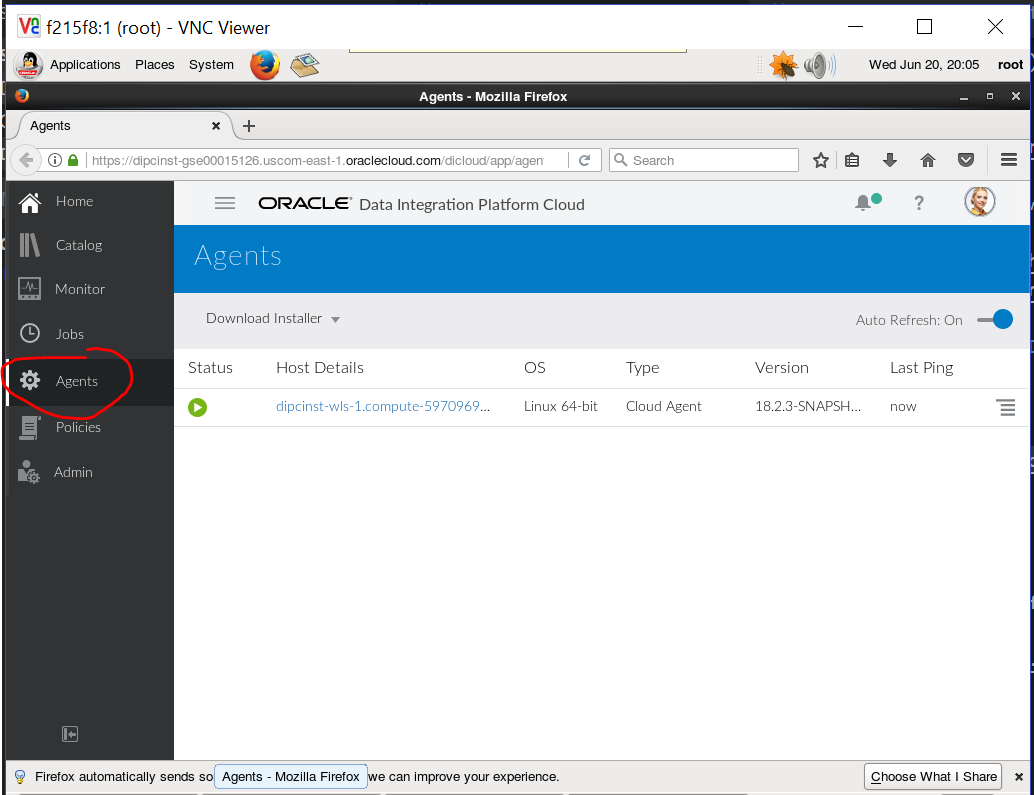 f215f8:1 (root) - VNC Viewer
Applications Places System Wed Jun 20, 20:05 root
Agents - Mozilla Firefox
Agents
https://dipcinst-gse00015126.uscom-east-1.oraclecloud.com/dicloud/app/agen Search
Home
ORACLE Data Integration Platform Cloud ?
Catalog
Agents
Monitor
Download Installer Auto Refresh: On
Jobs
Status Host Details OS Type Version Last Ping
Agents
dipcinst-wls-1.compute-5970969... Linux 64-bit Cloud Agent 18.2.3-SNAPSH... now
Policies
Admin
Firefox automatically sends so Agents - Mozilla Firefox we can improve your experience. Choose What I Share